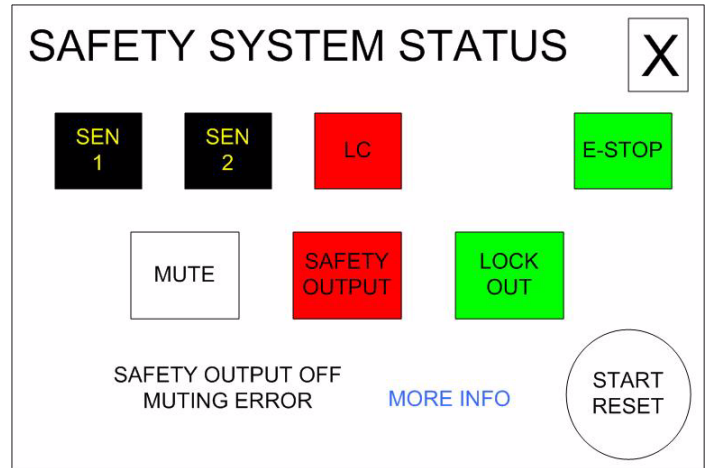 SAFETY SYSTEM STATUS
X
SEN
1
SEN
2
LC
E-STOP
MUTE
SAFETY
OUTPUT
LOCK
OUT
SAFETY OUTPUT OFF
MUTING ERROR
MORE INFO
START
RESET